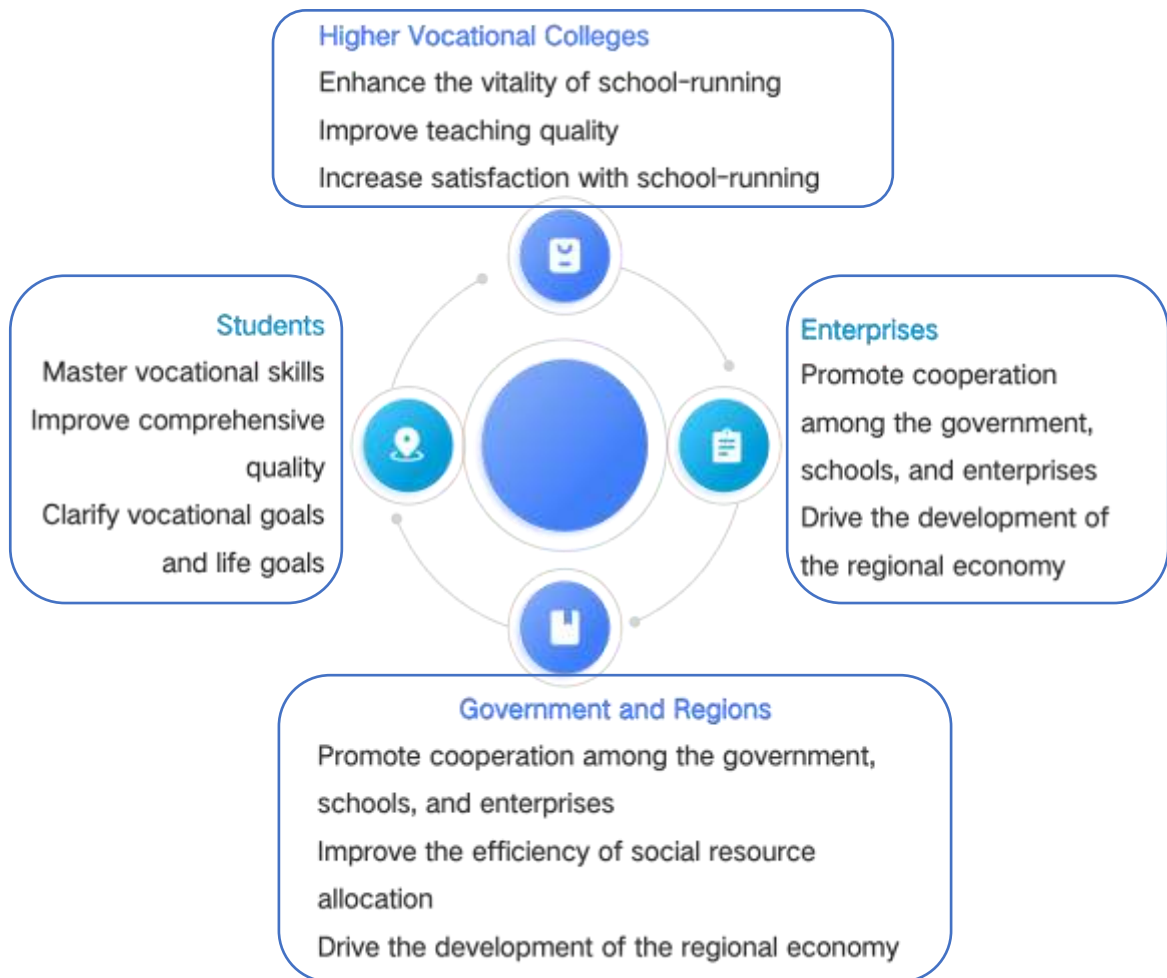 Higher Vocational Colleges
Enhance the vitality of school-running
Improve teaching quality
Increase satisfaction with school-running
Students
Master vocational skills
Improve comprehensive
quality
Clarify vocational goals
and life goals
Enterprises
Promote cooperation
among the government,
schools, and enterprises
Drive the development of
the regional economy
Government and Regions
Promote cooperation among the government,
schools, and enterprises
Improve the efficiency of social resource
allocation
Drive the development of the regional economy